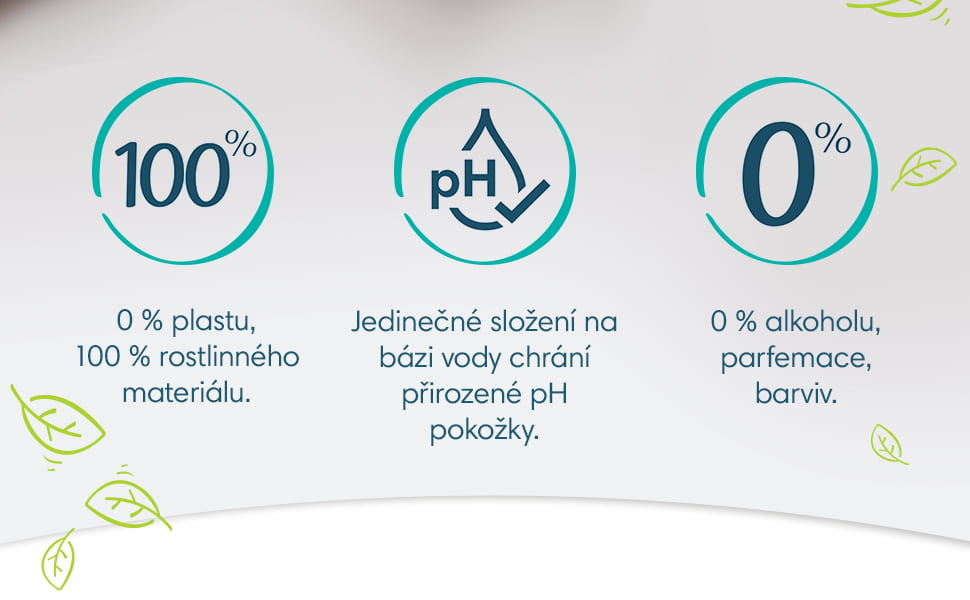 100%
pH
0%
0 % plastu,
100 % rostlinného
materiálu.
Jedinečné složení na
bázi vody chrání
přirozené pH
pokožky.
0 % alkoholu,
parfemace,
barviv.